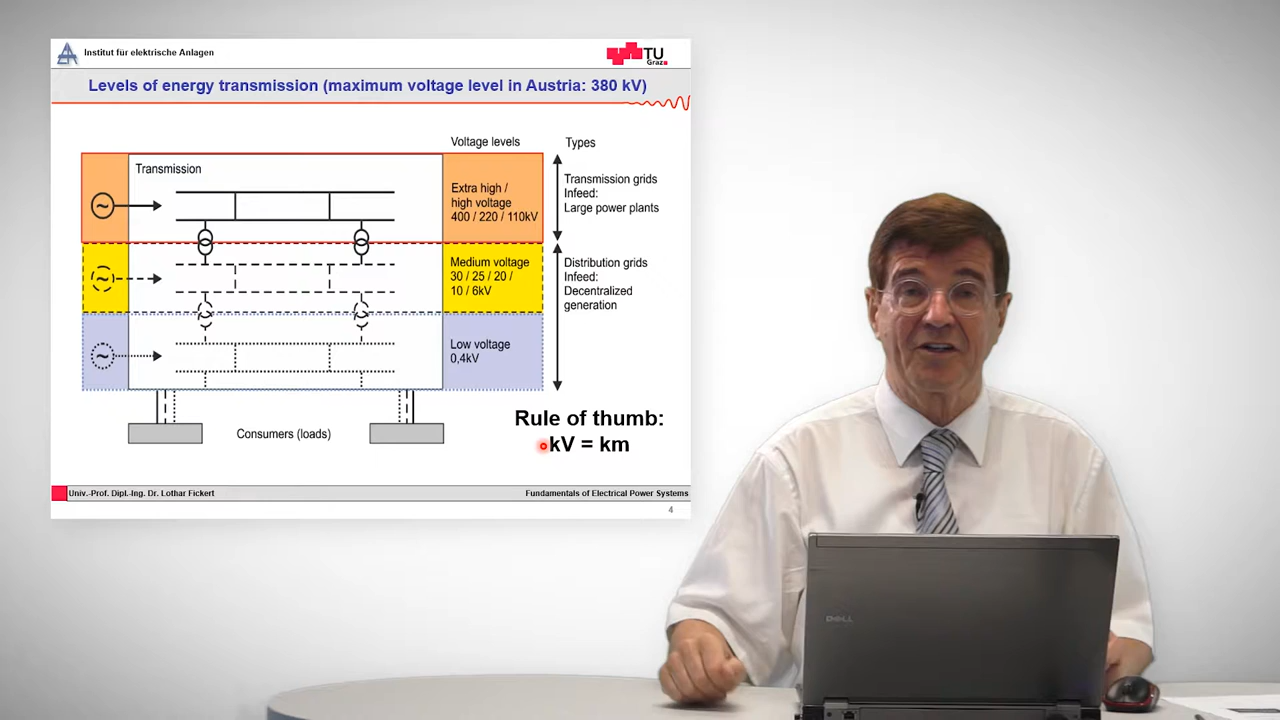 Institut für elektrische Anlagen
TU
Graz
Levels of energy transmission (maximum voltage level in Austria: 380 kV)
Voltage levels
Types
Transmission
~
Extra high /
high voltage
400 / 220 / 110kV
Transmission grids
Infeed:
Large power plants
~
Medium voltage
30 / 25 / 20 /
10 / 6kV
Distribution grids
Infeed:
Decentralized
generation
~
Low voltage
0,4kV
Consumers (loads)
Rule of thumb:
kV = km
Univ.-Prof. Dipl.-Ing. Dr. Lothar Fickert
Fundamentals of Electrical Power Systems
4
DELL